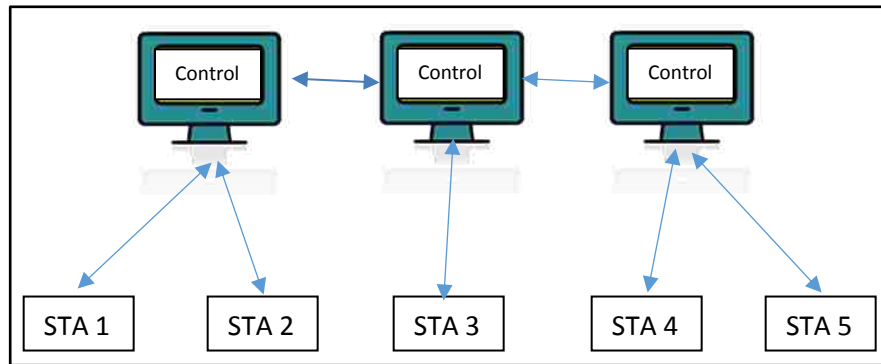 Control
Control
Control
STA 1
STA 2
STA 3
STA 4
STA 5